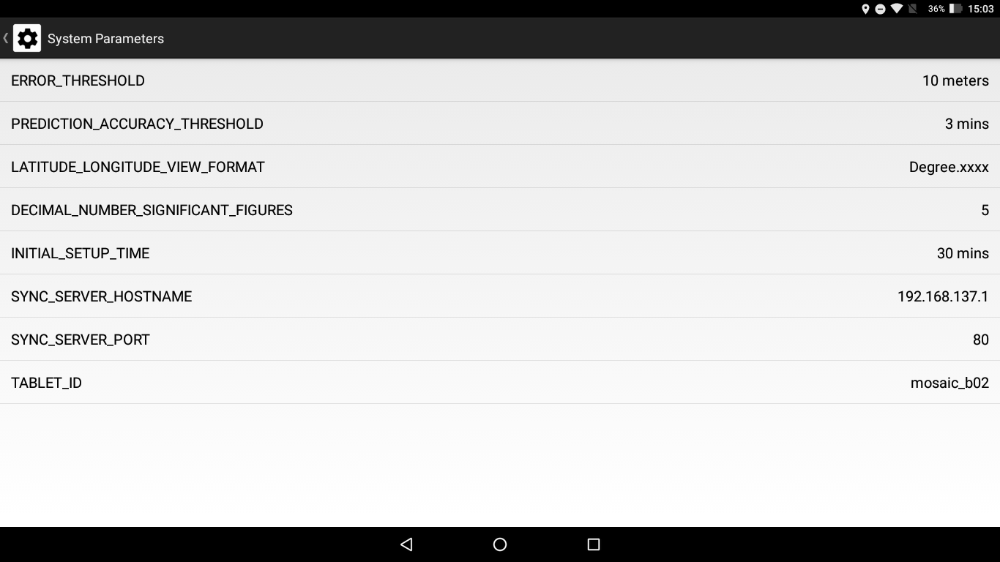 36% 15:03
System Parameters
ERROR_THRESHOLD 10 meters
PREDICTION_ACCURACY_THRESHOLD 3 mins
LATITUDE_LONGITUDE_VIEW_FORMAT Degree.xxxx
DECIMAL_NUMBER_SIGNIFICANT_FIGURES 5
INITIAL_SETUP_TIME 30 mins
SYNC_SERVER_HOSTNAME 192.168.137.1
SYNC_SERVER_PORT 80
TABLET_ID mosaic_b02